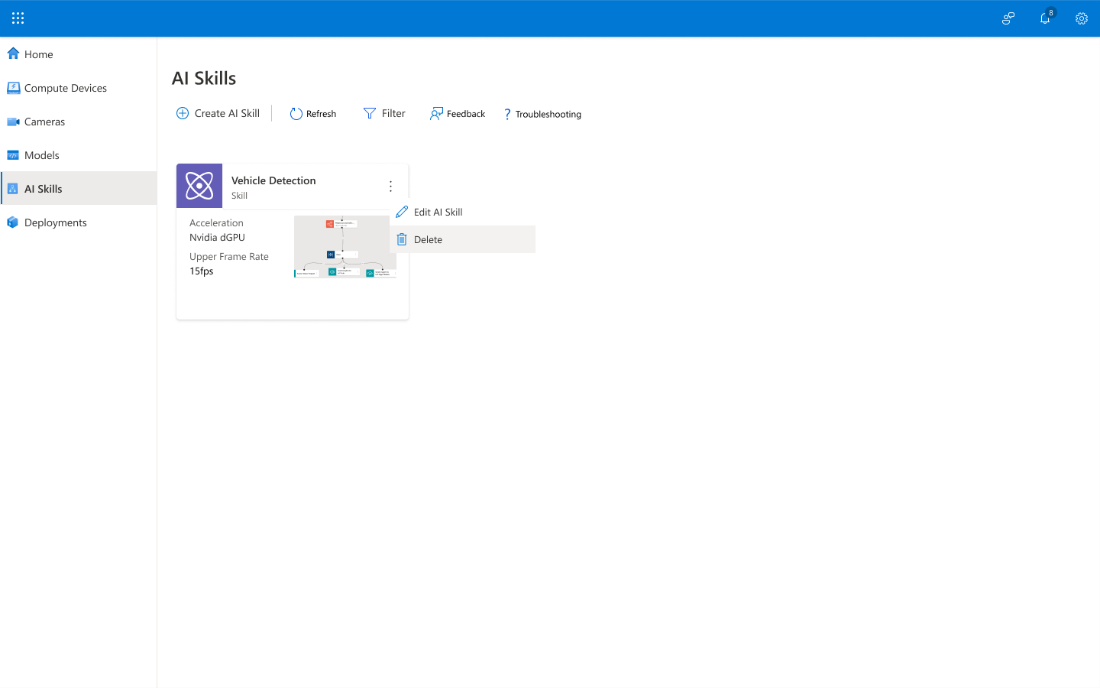 8
Home
Compute Devices
Cameras
Models
AI Skills
Deployments
AI Skills
Create AI Skill
Refresh
Filter
Feedback
Troubleshooting
Vehicle Detection
Skill
Acceleration
Nvidia dGPU
Upper Frame Rate
15fps
Edit AI Skill
Delete